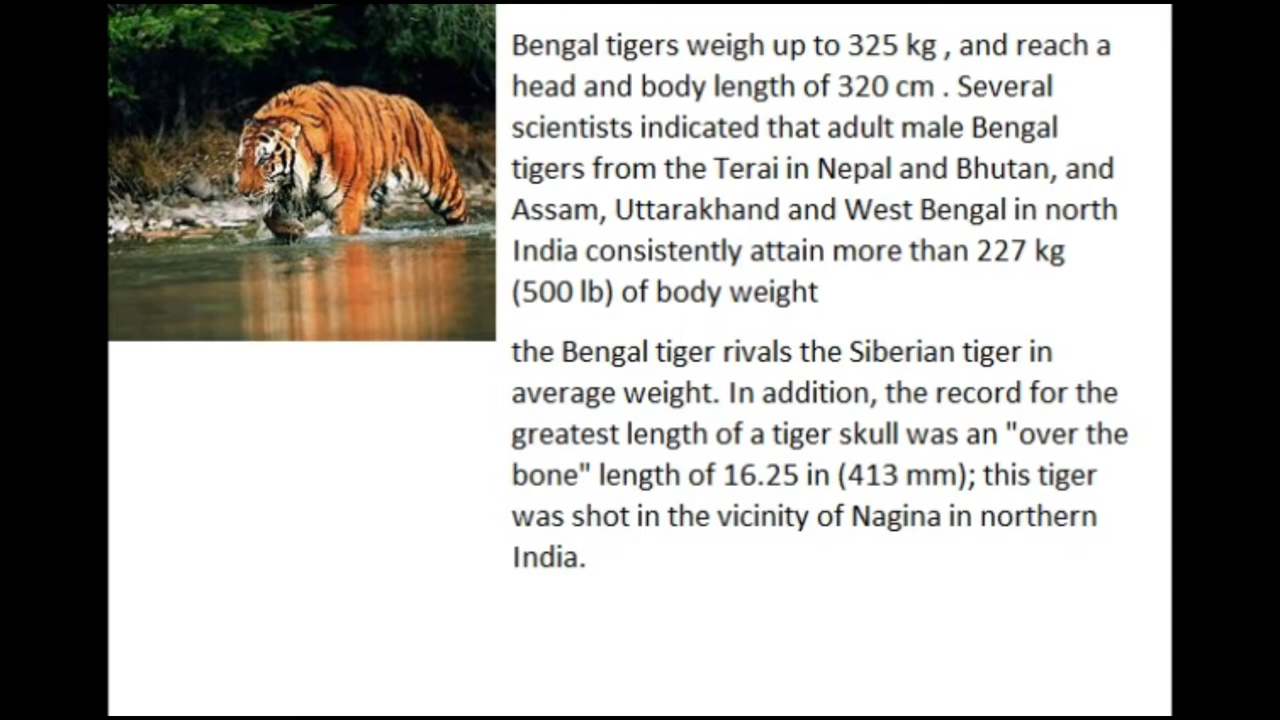 Bengal tigers weigh up to 325 kg , and reach a
head and body length of 320 cm . Several
scientists indicated that adult male Bengal
tigers from the Terai in Nepal and Bhutan, and
Assam, Uttarakhand and West Bengal in north
India consistently attain more than 227 kg
(500 lb) of body weight
the Bengal tiger rivals the Siberian tiger in
average weight. In addition, the record for the
greatest length of a tiger skull was an "over the
bone" length of 16.25 in (413 mm); this tiger
was shot in the vicinity of Nagina in northern
India.